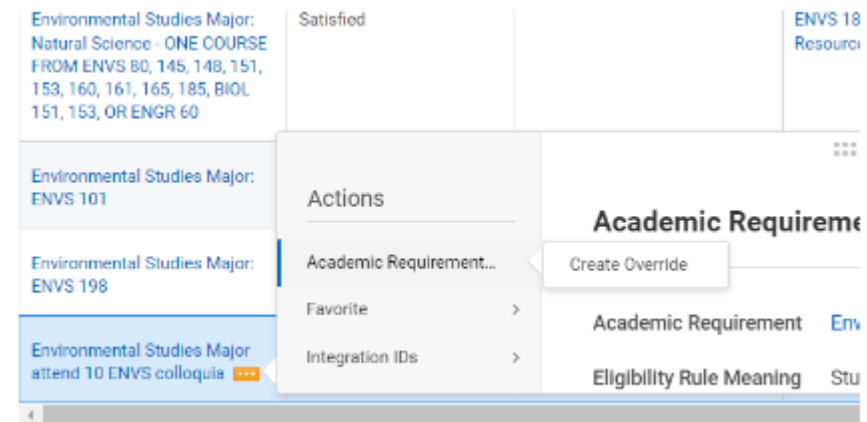 Environmental Studies Major:
Natural Science - ONE COURSE
FROM ENVS 80, 145, 148, 151,
153, 160, 161, 165, 185, BIOL
151, 153, OR ENGR 60
Satisfied
ENVS 18
Resourc
Environmental Studies Major:
ENVS 101
Environmental Studies Major:
ENVS 198
Environmental Studies Major
attend 10 ENVS colloquia
Actions
Academic Requirement...
Favorite
Integration IDs
Create Override
Academic Requireme
Academic Requirement Env
Eligibility Rule Meaning Stu